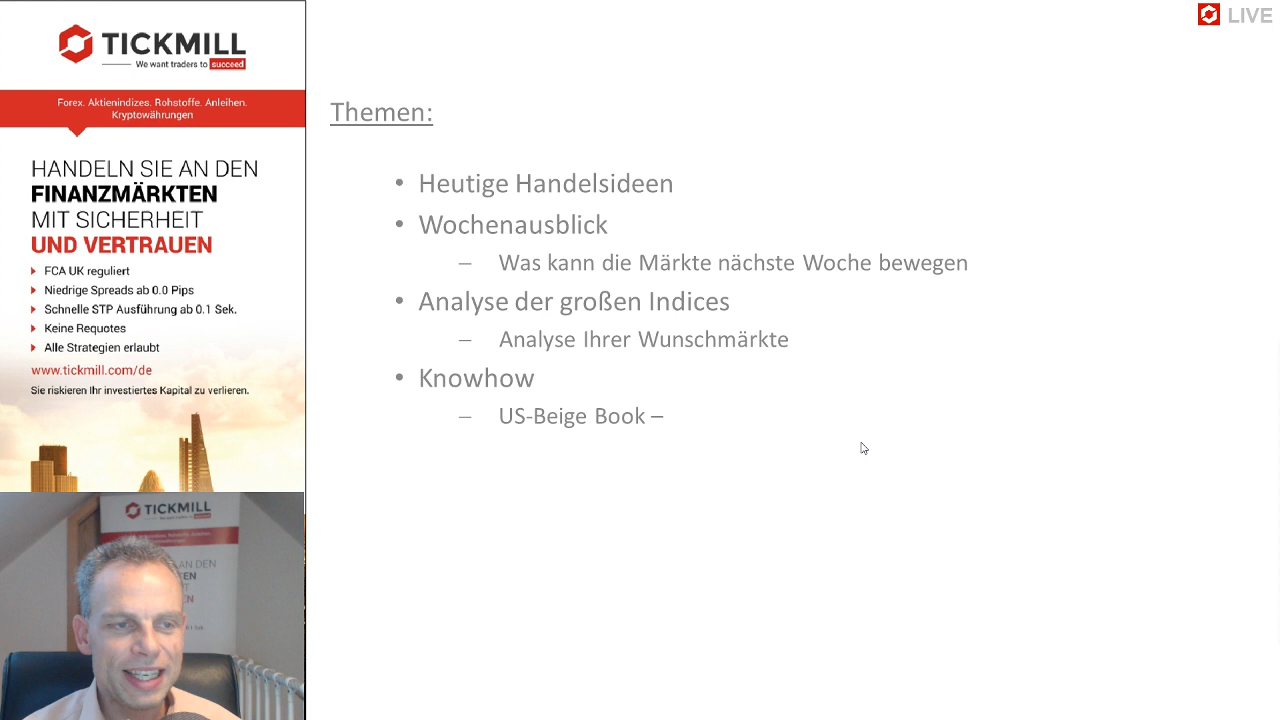 TICKMILL
We want traders to succeed
Forex. Aktienindizes. Rohstoffe. Anleihen.
Kryptowährungen
HANDELN SIE AN DEN
FINANZMÄRKTEN
MIT SICHERHEIT
UND VERTRAUEN
FCA UK reguliert
Niedrige Spreads ab 0.0 Pips
Schnelle STP Ausführung ab 0.1 Sek.
Keine Requotes
Alle Strategien erlaubt
www.tickmill.com/de
Sie riskieren Ihr investiertes Kapital zu verlieren.
LIVE
Themen:
• Heutige Handelsideen
• Wochenausblick
– Was kann die Märkte nächste Woche bewegen
• Analyse der großen Indices
– Analyse Ihrer Wunschmärkte
• Knowhow
– US-Beige Book –
TICKMILL
AN DEN